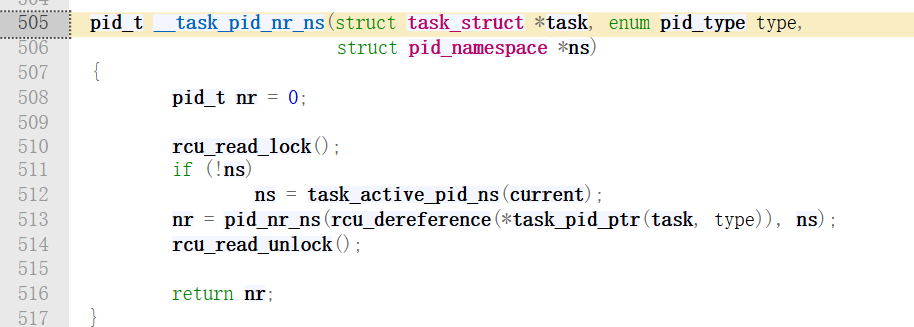 505 pid_t __task_pid_nr_ns(struct task_struct *task, enum pid_type type,
506 struct pid_namespace *ns)
507 {
508 pid_t nr = 0;
509
510 rcu_read_lock();
511 if (!ns)
512 ns = task_active_pid_ns(current);
513 nr = pid_nr_ns(rcu_dereference(*task_pid_ptr(task, type)), ns);
514 rcu_read_unlock();
515
516 return nr;
517 }